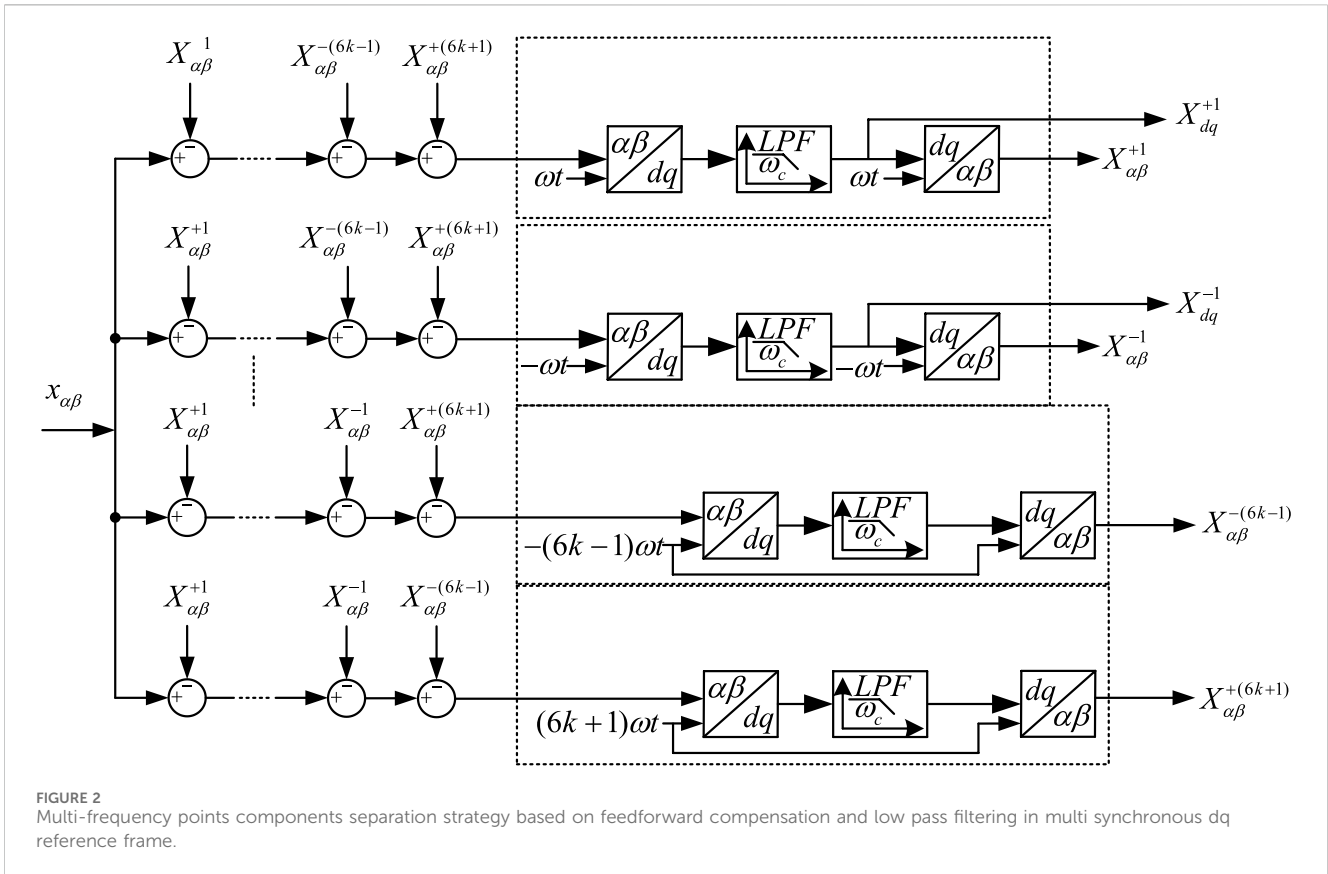 X_{αβ}^{1} X_{αβ}^{-(6k-1)} X_{αβ}^{+(6k+1)}
+ − + − + − αβ/dq LPF ω_c dq/αβ X_{dq}^{+1}
ωt ωt X_{αβ}^{+1}
X_{αβ}^{+1} X_{αβ}^{-(6k-1)} X_{αβ}^{+(6k+1)}
+ − + − + − αβ/dq LPF ω_c dq/αβ X_{dq}^{-1}
−ωt −ωt X_{αβ}^{-1}
x_{αβ}
X_{αβ}^{+1} X_{αβ}^{-1} X_{αβ}^{+(6k+1)}
+ − + − + − αβ/dq LPF ω_c dq/αβ X_{αβ}^{-(6k-1)}
−(6k−1)ωt
X_{αβ}^{+1} X_{αβ}^{-1} X_{αβ}^{-(6k-1)}
+ − + − + − αβ/dq LPF ω_c dq/αβ X_{αβ}^{+(6k+1)}
(6k+1)ωt
FIGURE 2
Multi-frequency points components separation strategy based on feedforward compensation and low pass filtering in multi synchronous dq
reference frame.